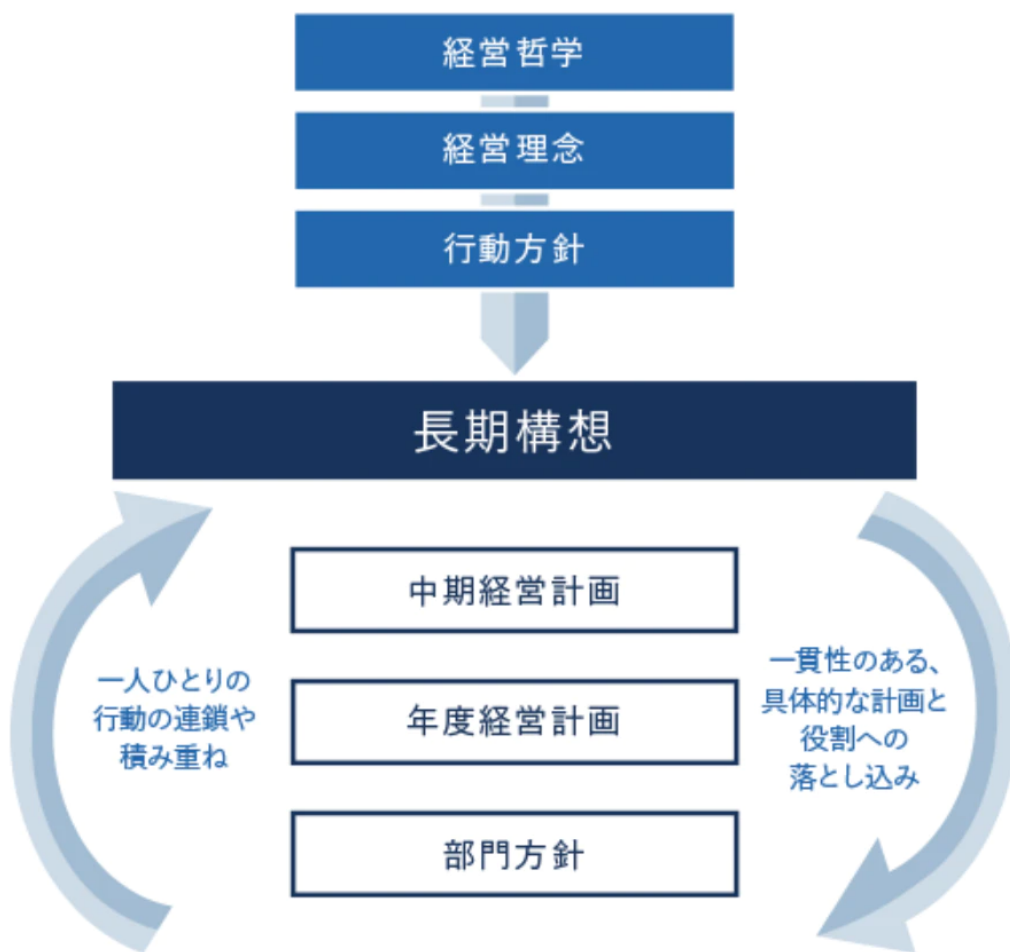 経営哲学
経営理念
行動方針
長期構想
中期経営計画
年度経営計画
部門方針
一人ひとりの
行動の連鎖や
積み重ね
一貫性のある、
具体的な計画と
役割への
落とし込み